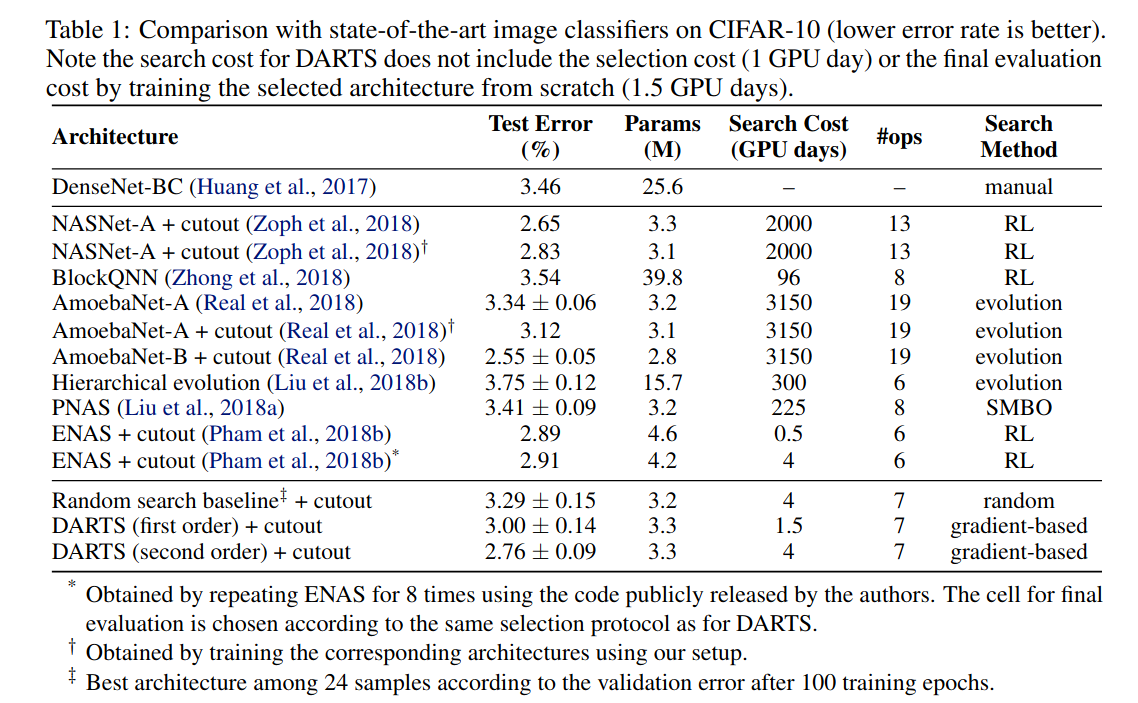 Table 1: Comparison with state-of-the-art image classifiers on CIFAR-10 (lower error rate is better).
Note the search cost for DARTS does not include the selection cost (1 GPU day) or the final evaluation
cost by training the selected architecture from scratch (1.5 GPU days).
Architecture Test Error (%) Params (M) Search Cost (GPU days) #ops Search Method
DenseNet-BC (Huang et al., 2017) 3.46 25.6 – – manual
NASNet-A + cutout (Zoph et al., 2018) 2.65 3.3 2000 13 RL
NASNet-A + cutout (Zoph et al., 2018)† 2.83 3.1 2000 13 RL
BlockQNN (Zhong et al., 2018) 3.54 39.8 96 8 RL
AmoebaNet-A (Real et al., 2018) 3.34 ± 0.06 3.2 3150 19 evolution
AmoebaNet-A + cutout (Real et al., 2018)† 3.12 3.1 3150 19 evolution
AmoebaNet-B + cutout (Real et al., 2018) 2.55 ± 0.05 2.8 3150 19 evolution
Hierarchical evolution (Liu et al., 2018b) 3.75 ± 0.12 15.7 300 6 evolution
PNAS (Liu et al., 2018a) 3.41 ± 0.09 3.2 225 8 SMBO
ENAS + cutout (Pham et al., 2018b) 2.89 4.6 0.5 6 RL
ENAS + cutout (Pham et al., 2018b)* 2.91 4.2 4 6 RL
Random search baseline‡ + cutout 3.29 ± 0.15 3.2 4 7 random
DARTS (first order) + cutout 3.00 ± 0.14 3.3 1.5 7 gradient-based
DARTS (second order) + cutout 2.76 ± 0.09 3.3 4 7 gradient-based
* Obtained by repeating ENAS for 8 times using the code publicly released by the authors. The cell for final
evaluation is chosen according to the same selection protocol as for DARTS.
† Obtained by training the corresponding architectures using our setup.
‡ Best architecture among 24 samples according to the validation error after 100 training epochs.